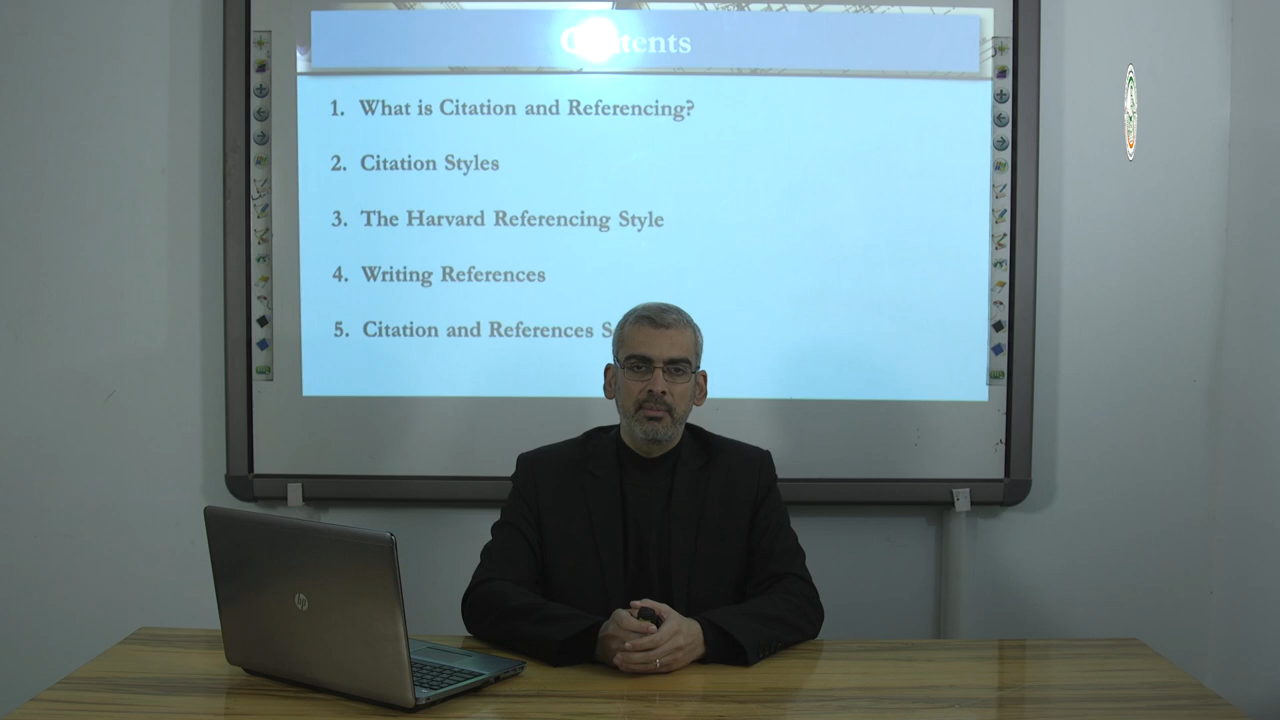 Contents
1. What is Citation and Referencing?
2. Citation Styles
3. The Harvard Referencing Style
4. Writing References
5. Citation and References S
hp